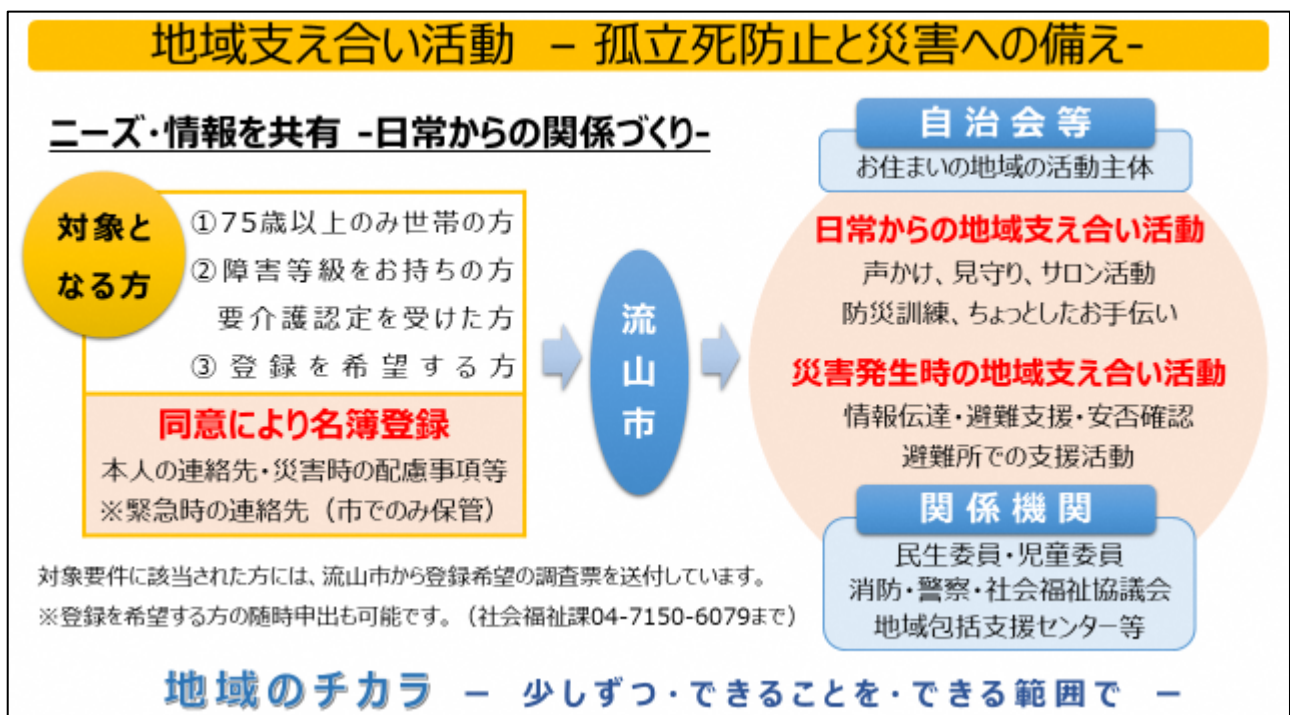 地域支え合い活動 － 孤立死防止と災害への備え-
ニーズ・情報を共有 -日常からの関係づくり-
対象と
なる方
①75歳以上のみ世帯の方
②障害等級をお持ちの方
要介護認定を受けた方
③登録を希望する方
同意により名簿登録
本人の連絡先・災害時の配慮事項等
※緊急時の連絡先（市でのみ保管）
流
山
市
自治会等
お住まいの地域の活動主体
日常からの地域支え合い活動
声かけ、見守り、サロン活動
防災訓練、ちょっとしたお手伝い
災害発生時の地域支え合い活動
情報伝達・避難支援・安否確認
避難所での支援活動
関係機関
民生委員・児童委員
消防・警察・社会福祉協議会
地域包括支援センター等
対象要件に該当された方には、流山市から登録希望の調査票を送付しています。
※登録を希望する方の随時申出も可能です。（社会福祉課04-7150-6079まで）
地域のチカラ － 少しずつ・できることを・できる範囲で －